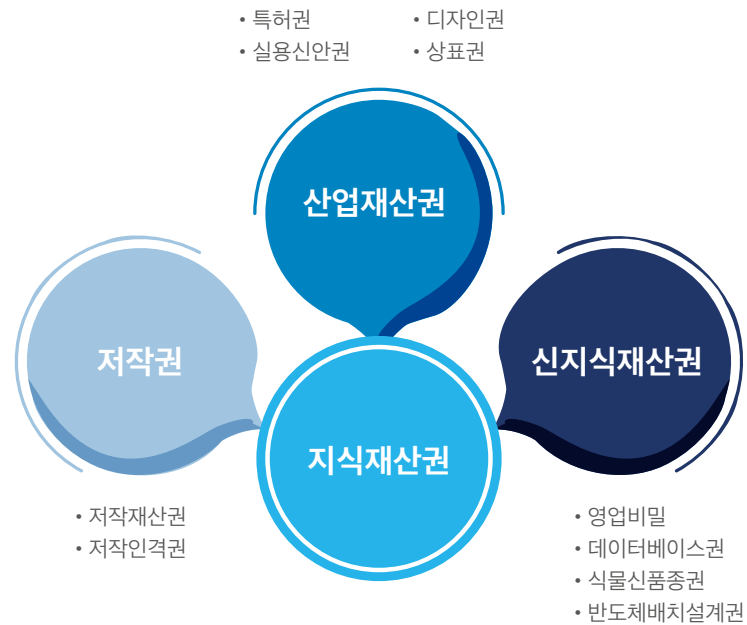 • 특허권
• 실용신안권
• 디자인권
• 상표권
산업재산권
저작권
신지식재산권
지식재산권
• 저작재산권
• 저작인격권
• 영업비밀
• 데이터베이스권
• 식물신품종권
• 반도체배치설계권